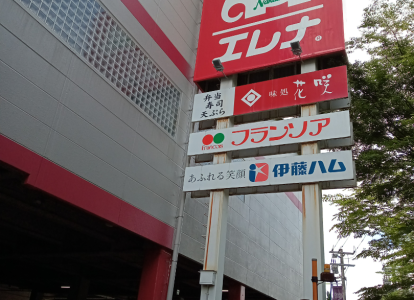 エレナ
弁当
寿司
天ぷら
味処 花咲
フランソア
あふれる笑顔 伊藤ハム